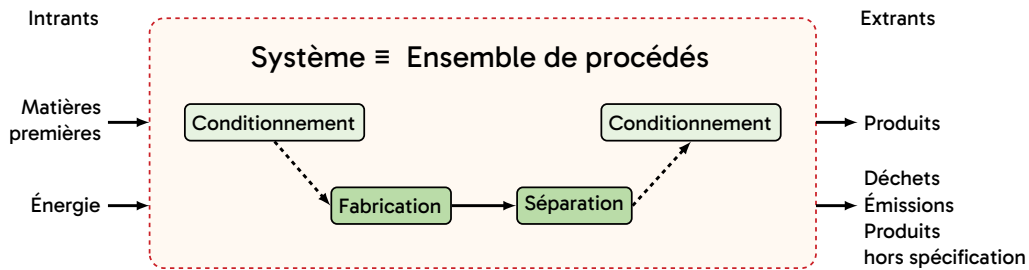 Intrants
Extrants
Système ≡ Ensemble de procédés
Matières
premières
Conditionnement
Conditionnement
Produits
Énergie
Fabrication
Séparation
Déchets
Émissions
Produits
hors spécification